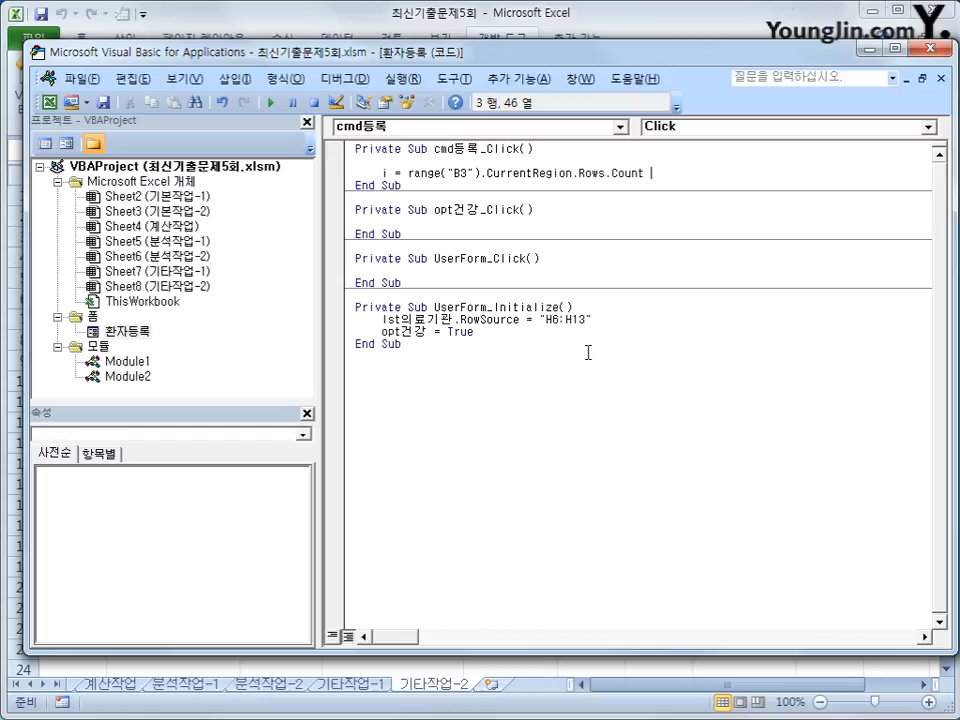 최신기출문제5회 - Microsoft Excel
YoungJin.com Y.
Microsoft Visual Basic for Applications - 최신기출문제5회.xlsm - [환자등록 (코드)]
파일(F) 편집(E) 보기(V) 삽입(I) 형식(O) 디버그(D) 실행(R) 도구(T) 추가 기능(A) 창(W) 도움말(H) 질문을 입력하십시오.
3 행, 46 열
프로젝트 - VBAProject
cmd등록 Click
VBAProject (최신기출문제5회.xlsm)
Microsoft Excel 개체
Sheet2 (기본작업-1)
Sheet3 (기본작업-2)
Sheet4 (계산작업)
Sheet5 (분석작업-1)
Sheet6 (분석작업-2)
Sheet7 (기타작업-1)
Sheet8 (기타작업-2)
ThisWorkbook
폼
환자등록
모듈
Module1
Module2
속성
사전순 항목별
Private Sub cmd등록_Click()
i = range("B3").CurrentRegion.Rows.Count
End Sub
Private Sub opt건강_Click()
End Sub
Private Sub UserForm_Click()
End Sub
Private Sub UserForm_Initialize()
lst의료기관.RowSource = "H6:H13"
opt건강 = True
End Sub
24
계산작업 분석작업-1 분석작업-2 기타작업-1 기타작업-2
준비 100%